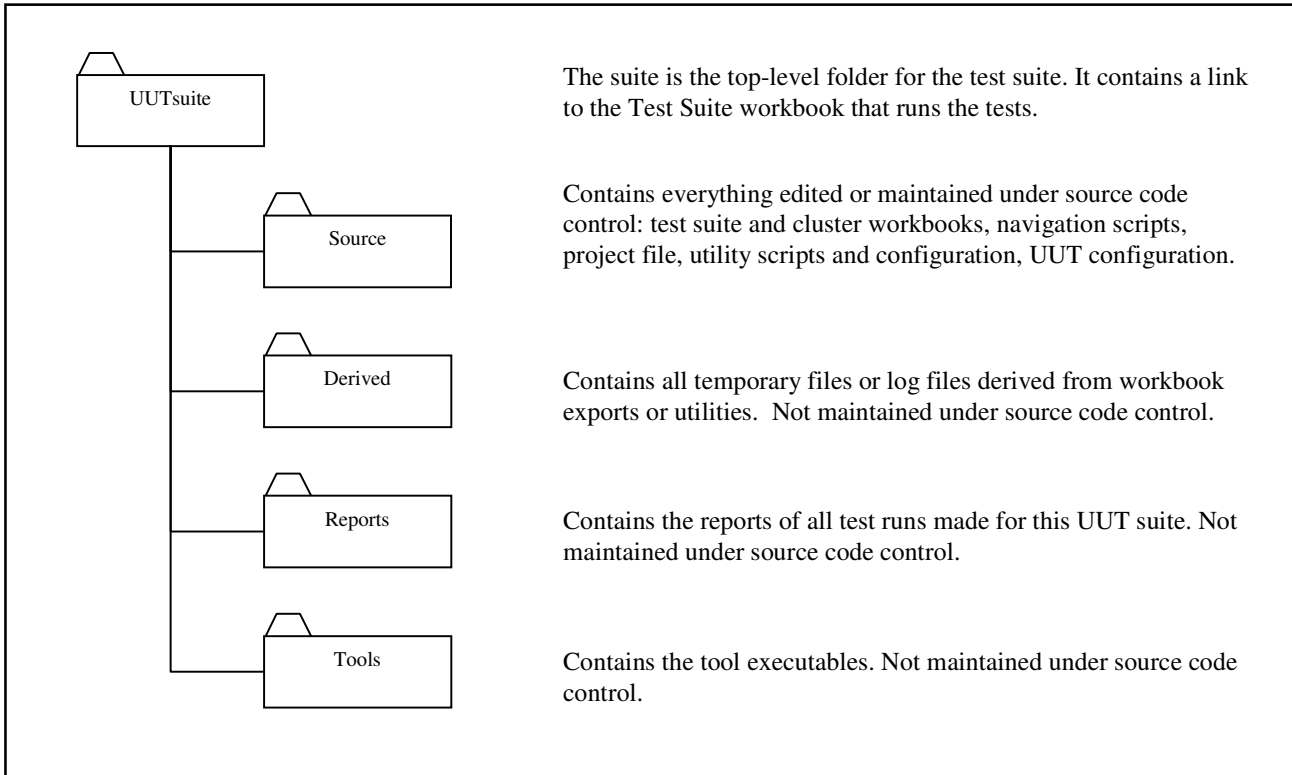 UUTsuite
The suite is the top-level folder for the test suite. It contains a link
to the Test Suite workbook that runs the tests.
Source
Contains everything edited or maintained under source code
control: test suite and cluster workbooks, navigation scripts,
project file, utility scripts and configuration, UUT configuration.
Derived
Contains all temporary files or log files derived from workbook
exports or utilities.  Not maintained under source code control.
Reports
Contains the reports of all test runs made for this UUT suite. Not
maintained under source code control.
Tools
Contains the tool executables. Not maintained under source code
control.